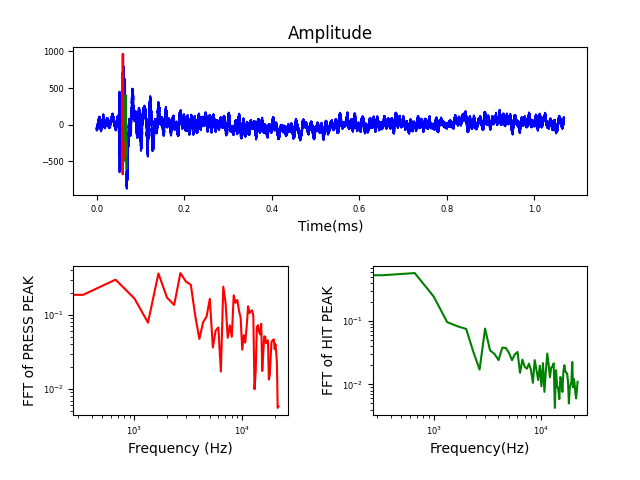 Amplitude
1000
500
0
−500
0.0 0.2 0.4 0.6 0.8 1.0
Time(ms)
FFT of PRESS PEAK
10⁻¹
10⁻²
10³ 10⁴
Frequency (Hz)
FFT of HIT PEAK
10⁻¹
10⁻²
10³ 10⁴
Frequency(Hz)